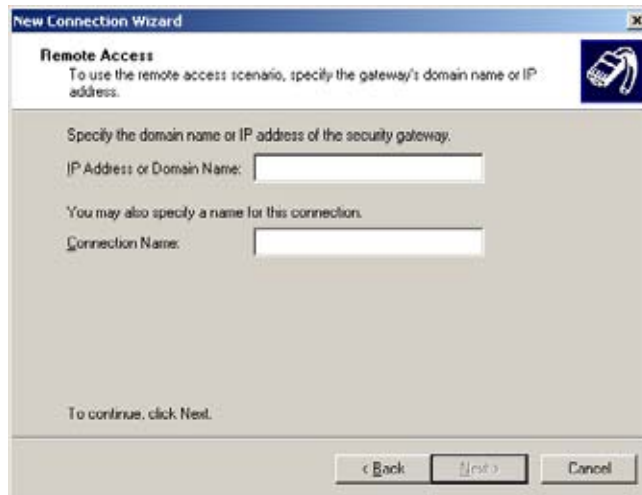 New Connection Wizard
Remote Access
To use the remote access scenario, specify the gateway's domain name or IP
address.
Specify the domain name or IP address of the security gateway.
IP Address or Domain Name:
You may also specify a name for this connection.
Connection Name:
To continue, click Next.
< Back
Next >
Cancel